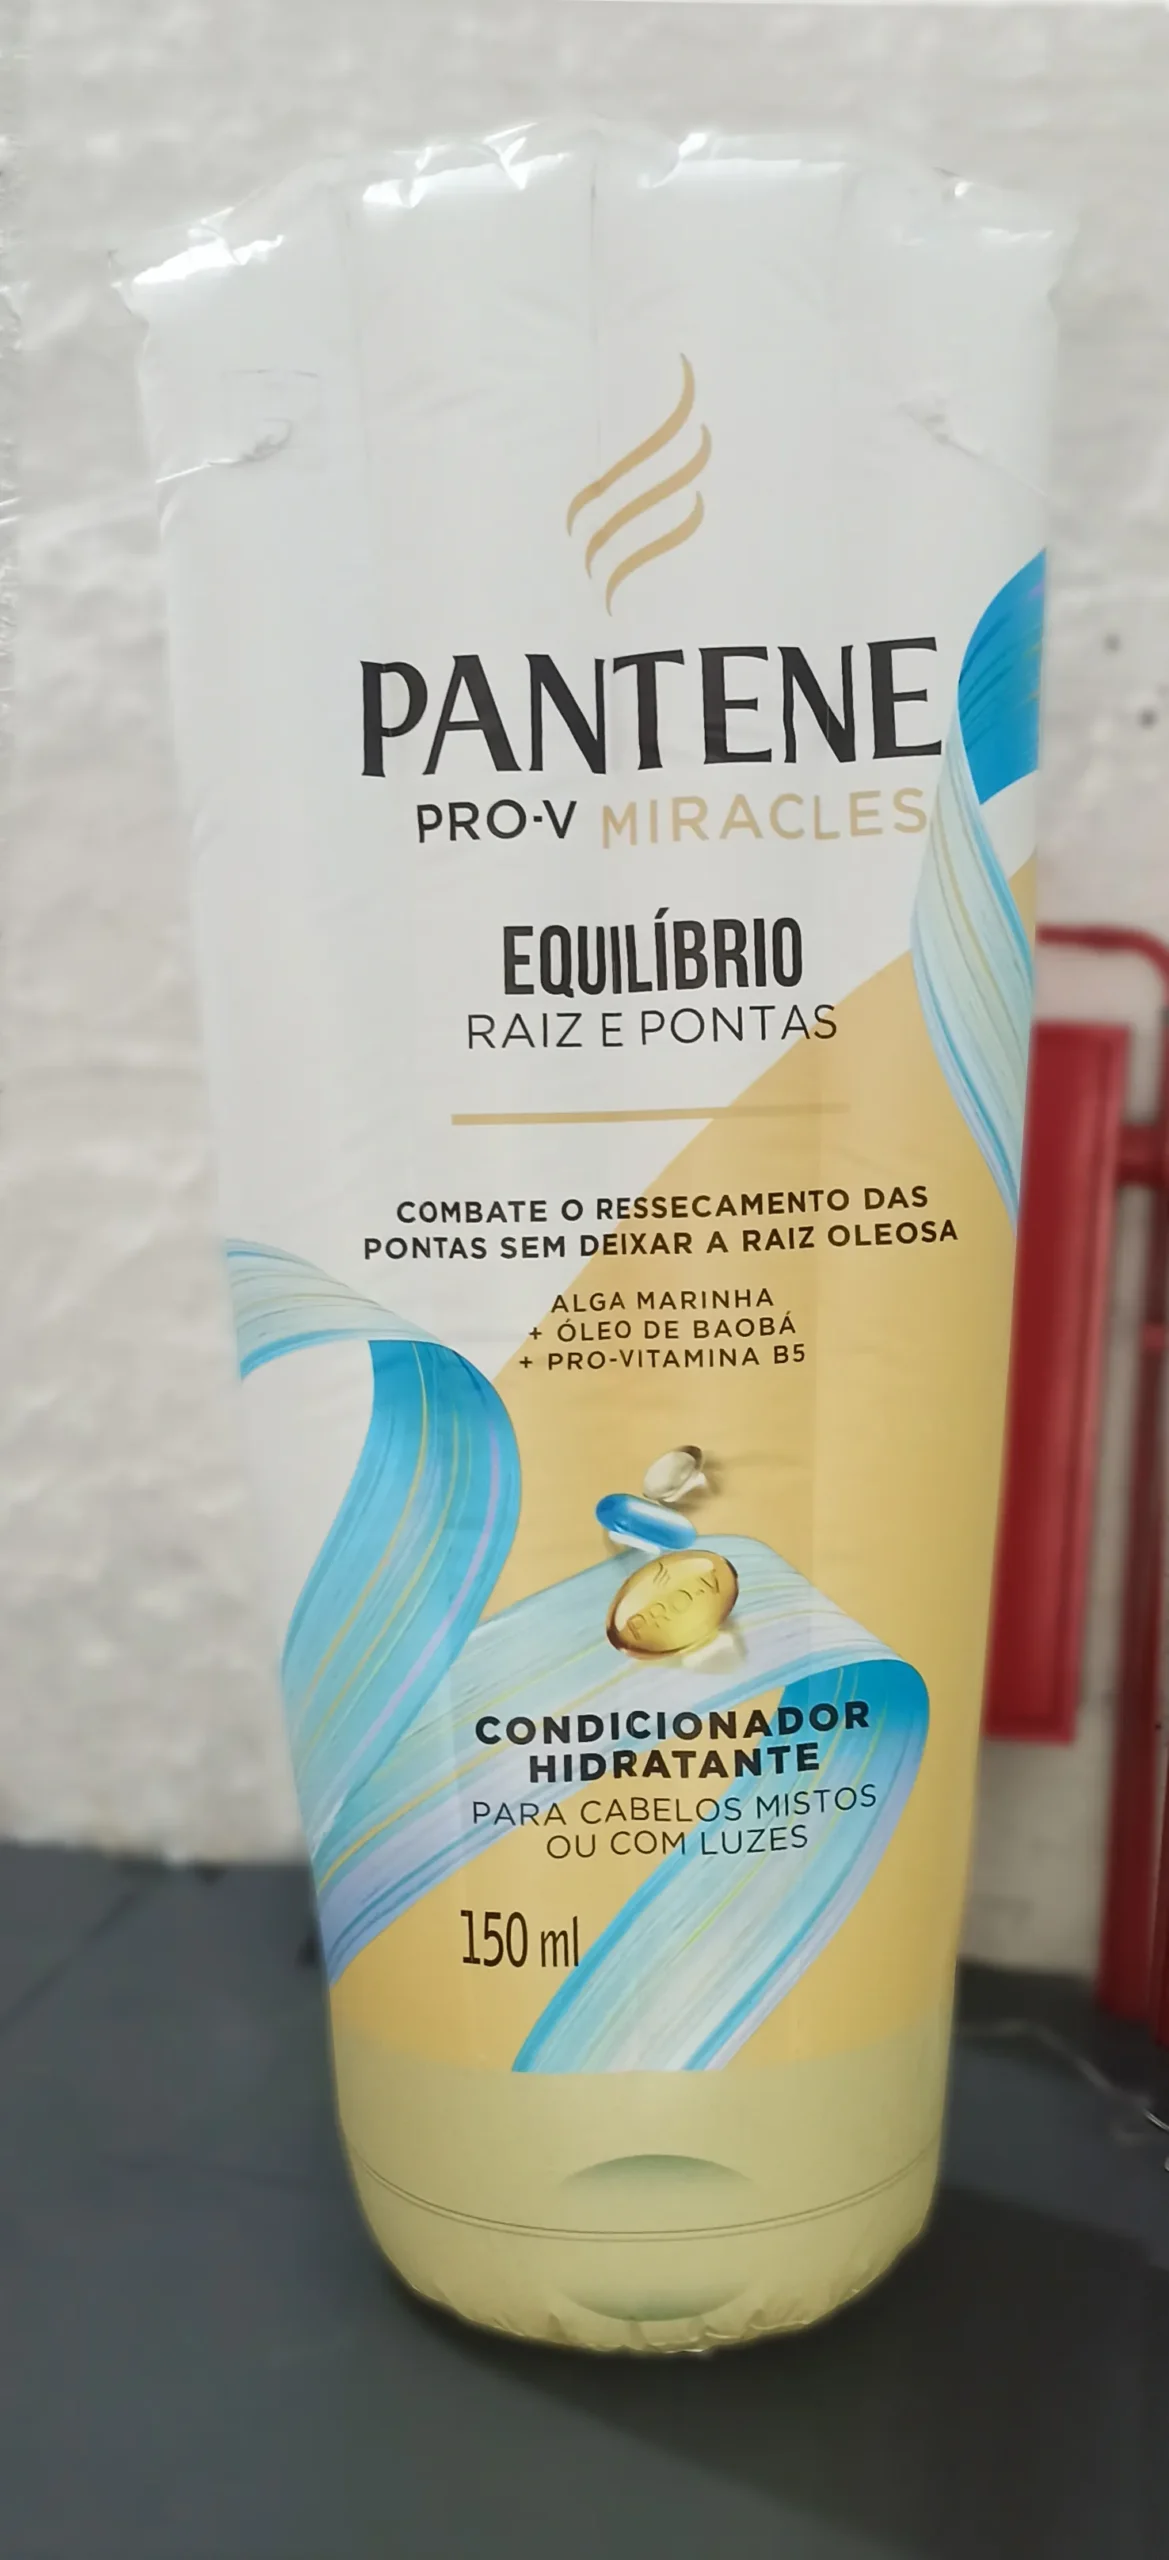 PANTENE
PRO-V MIRACLES
EQUILÍBRIO
RAIZ E PONTAS
COMBATE O RESSECAMENTO DAS
PONTAS SEM DEIXAR A RAIZ OLEOSA
ALGA MARINHA
+ ÓLEO DE BAOBÁ
+ PRO-VITAMINA B5
PRO-V
CONDICIONADOR
HIDRATANTE
PARA CABELOS MISTOS
OU COM LUZES
150 ml